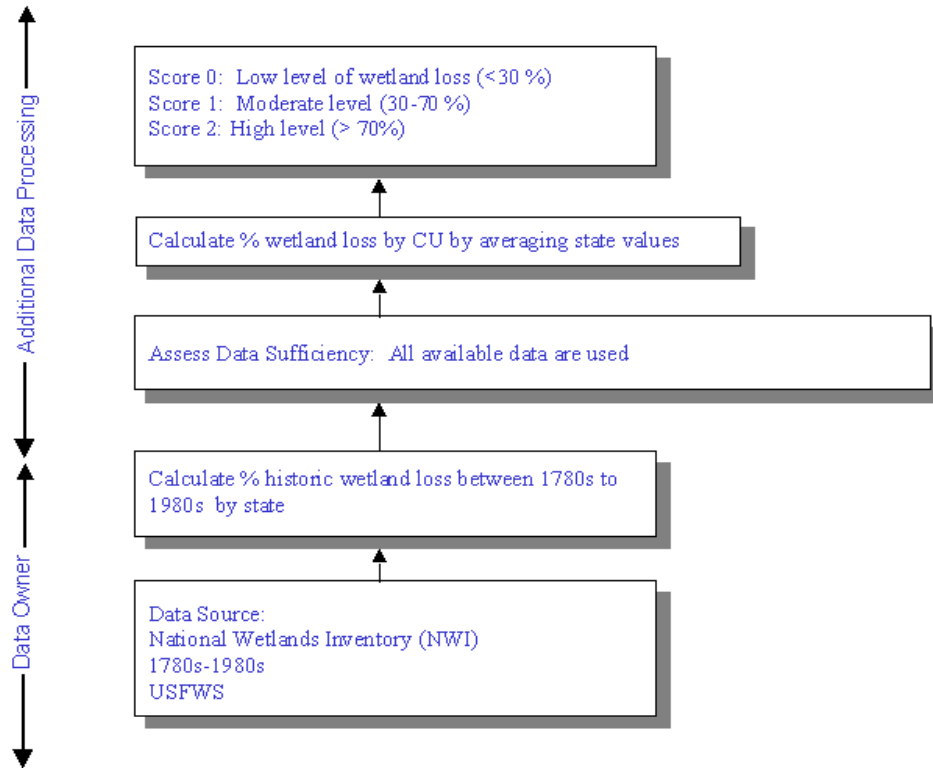 Additional Data Processing
Score 0: Low level of wetland loss (<30 %)
Score 1: Moderate level (30-70 %)
Score 2: High level (> 70%)
Calculate % wetland loss by CU by averaging state values
Assess Data Sufficiency: All available data are used
Data Owner
Calculate % historic wetland loss between 1780s to
1980s by state
Data Source:
National Wetlands Inventory (NWI)
1780s-1980s
USFWS